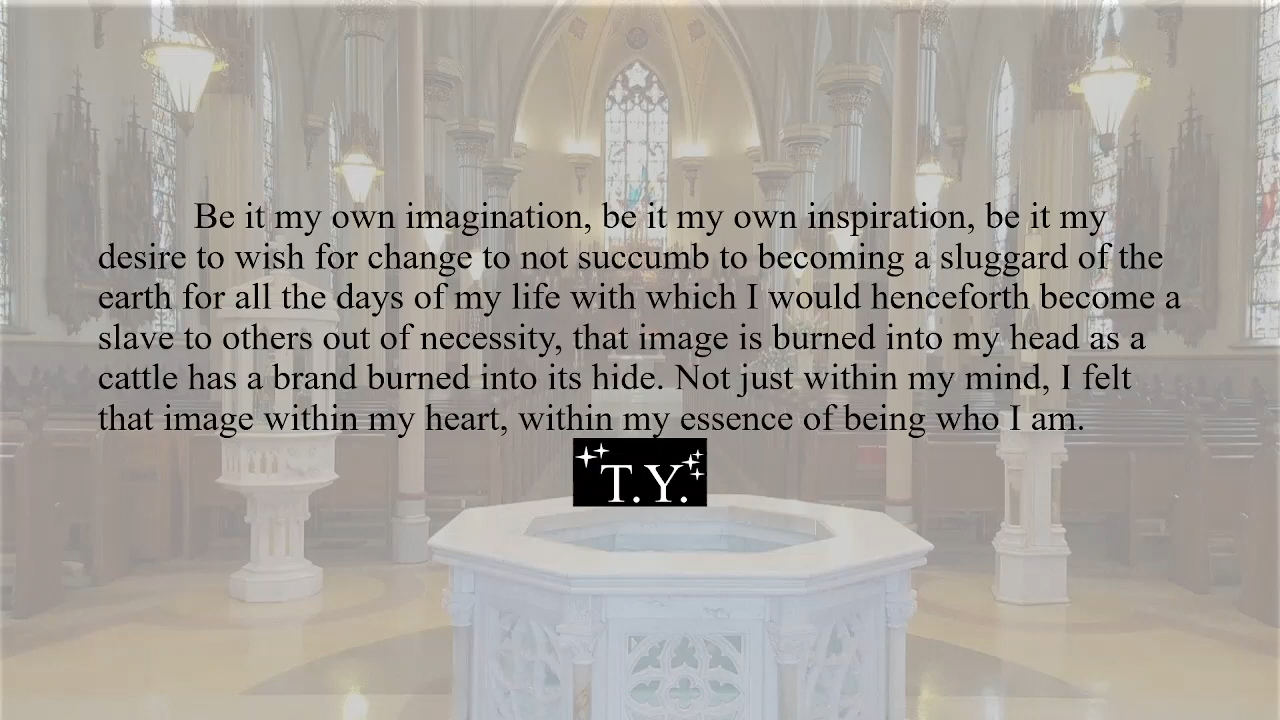 Be it my own imagination, be it my own inspiration, be it my
desire to wish for change to not succumb to becoming a sluggard of the
earth for all the days of my life with which I would henceforth become a
slave to others out of necessity, that image is burned into my head as a
cattle has a brand burned into its hide. Not just within my mind, I felt
that image within my heart, within my essence of being who I am.
T.Y.